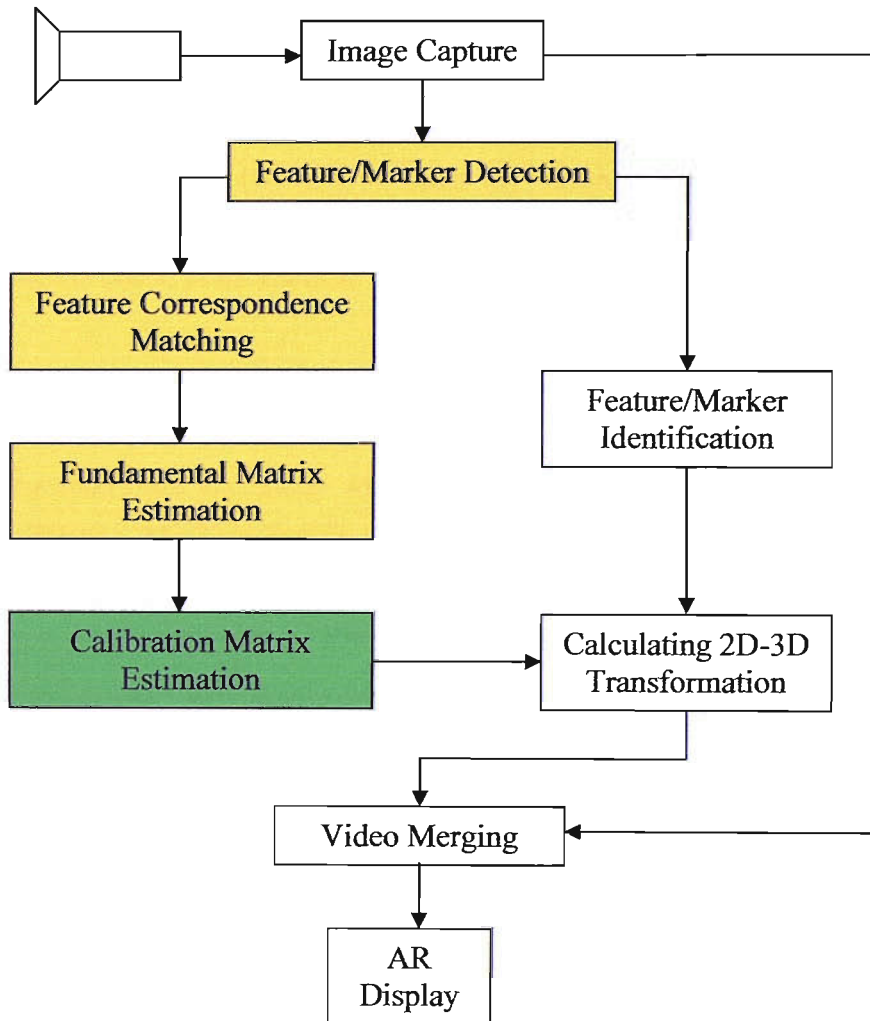 Image Capture
Feature/Marker Detection
Feature Correspondence
Matching
Feature/Marker
Identification
Fundamental Matrix
Estimation
Calibration Matrix
Estimation
Calculating 2D-3D
Transformation
Video Merging
AR
Display